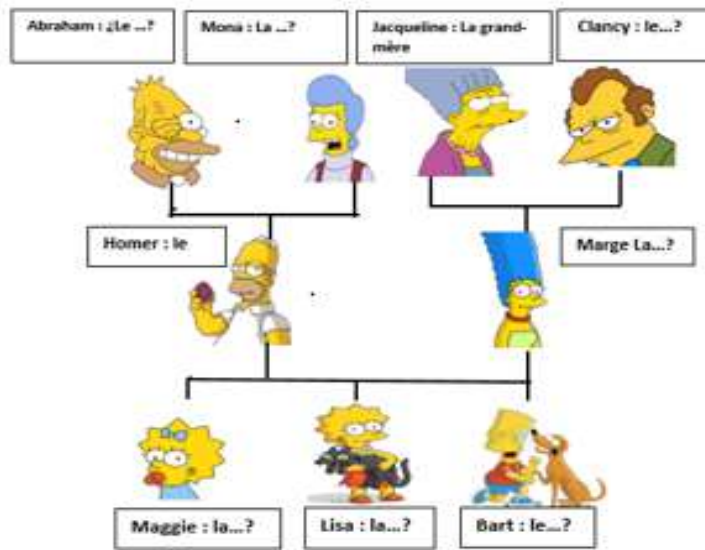 Abraham : ¿Le ...?
Mona : La ...?
Jacqueline : La grand-
mère
Clancy : le...?
Homer : le
Marge La...?
Maggie : la...?
Lisa : la...?
Bart : le...?